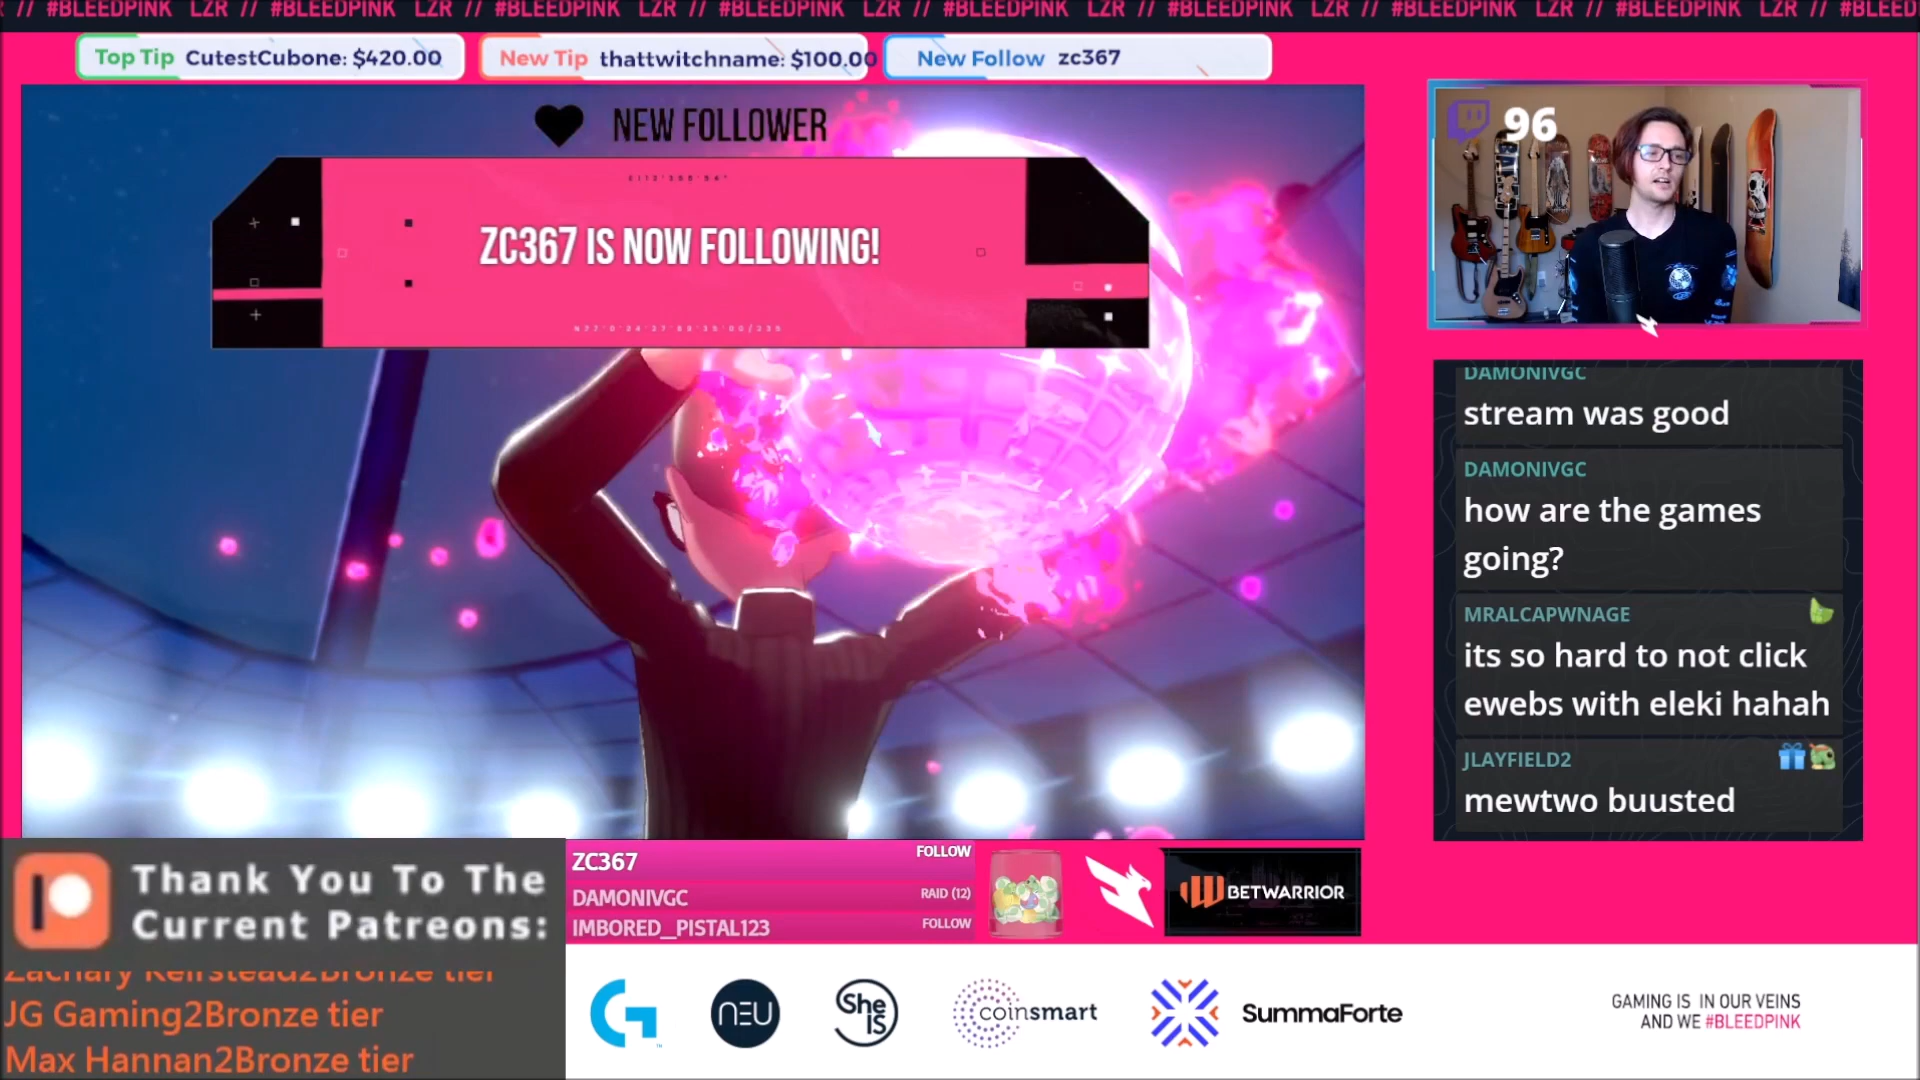 // #BLEEDPINK LZR // #BLEEDPINK LZR // #BLEEDPINK LZR // #BLEEDPINK LZR // #BLEEDPINK LZR // #BLEEDPINK LZR // #BLEEDPINK LZR // #BLEEDPINK LZR // #BLEED
Top Tip CutestCubone: $420.00
New Tip thattwitchname: $100.00
New Follow zc367
NEW FOLLOWER
ZC367 IS NOW FOLLOWING!
96
DAMONIVGC
stream was good
DAMONIVGC
how are the games
going?
MRALCAPWNAGE
its so hard to not click
ewebs with eleki hahah
JLAYFIELD2
mewtwo buusted
Thank You To The
Current Patreons:
Zachary Keirstead2Bronze tier
JG Gaming2Bronze tier
Max Hannan2Bronze tier
ZC367 FOLLOW
DAMONIVGC RAID (12)
IMBORED_PISTAL123 FOLLOW
BETWARRIOR
G
NEU
She
IS
coinsmart
SummaForte
GAMING IS IN OUR VEINS
AND WE #BLEEDPINK